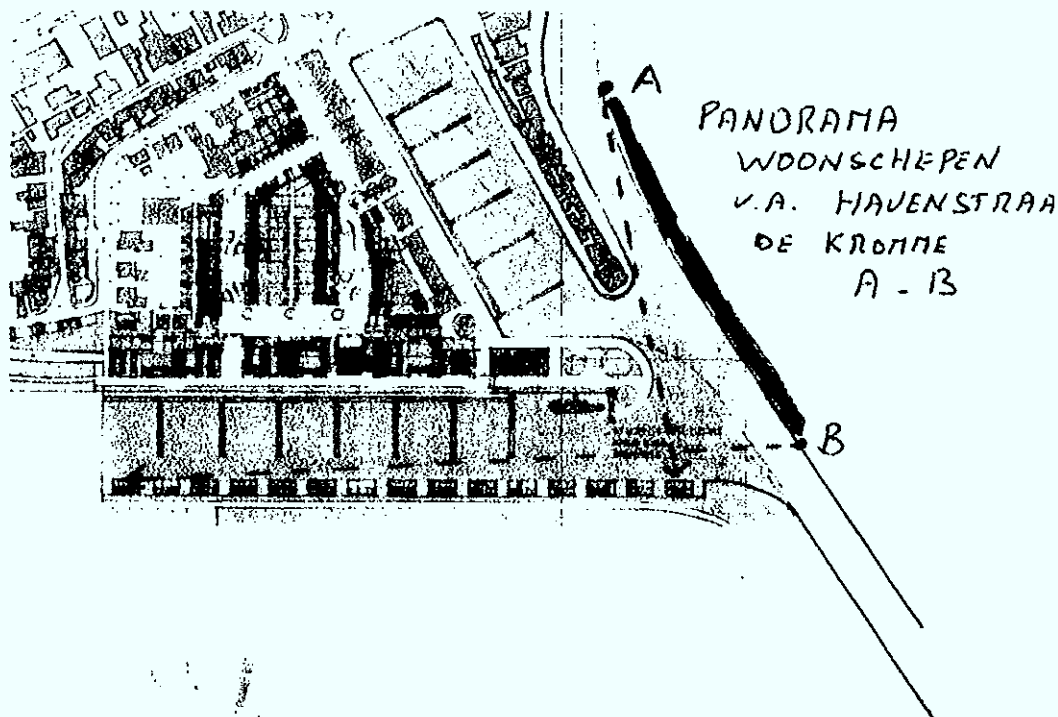 A
PANORAMA
WOONSCHEPEN
V.A. HAVENSTRAA
DE KROMME
A - B
B